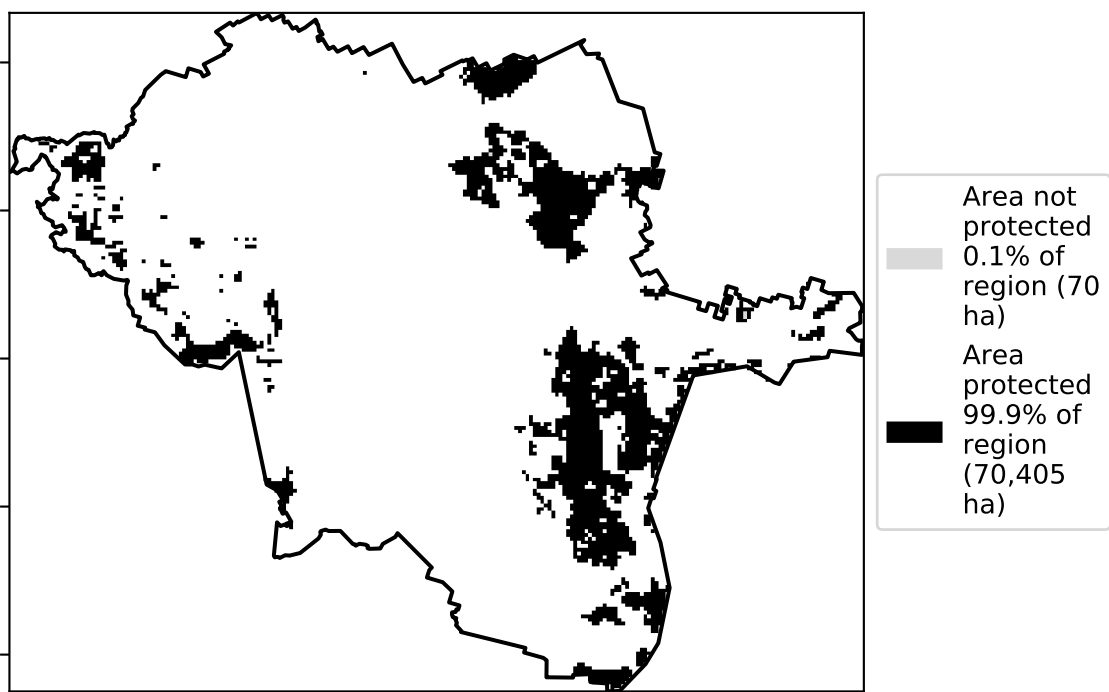 Area not
protected
0.1% of
region (70
ha)
Area
protected
99.9% of
region
(70,405
ha)